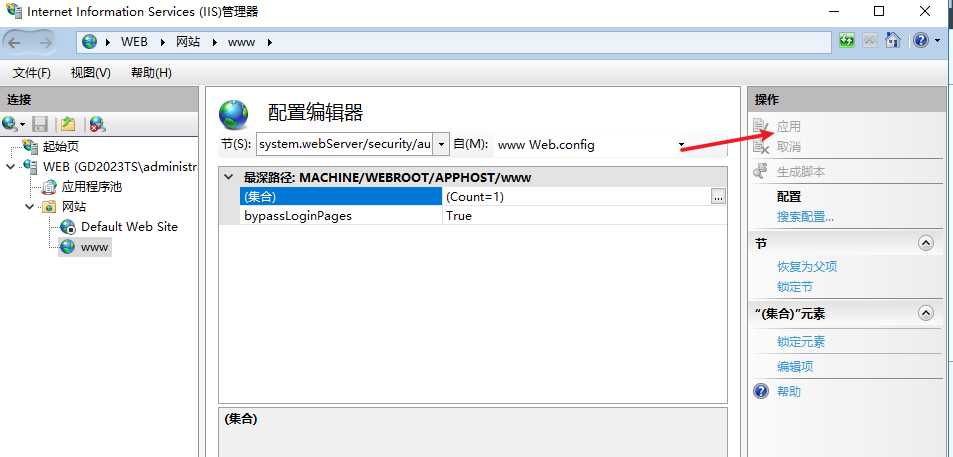 Internet Information Services (IIS)管理器
WEB 网站 www
文件(F) 视图(V) 帮助(H)
连接
起始页
WEB (GD2023TS\administra
应用程序池
网站
Default Web Site
www
配置编辑器
节(S): system.webServer/security/au 自(M): www Web.config
最深路径: MACHINE/WEBROOT/APPHOST/www
(集合) (Count=1) ...
bypassLoginPages True
(集合)
操作
应用
取消
生成脚本
配置
搜索配置...
节
恢复为父项
锁定节
“(集合)”元素
锁定元素
编辑项
帮助